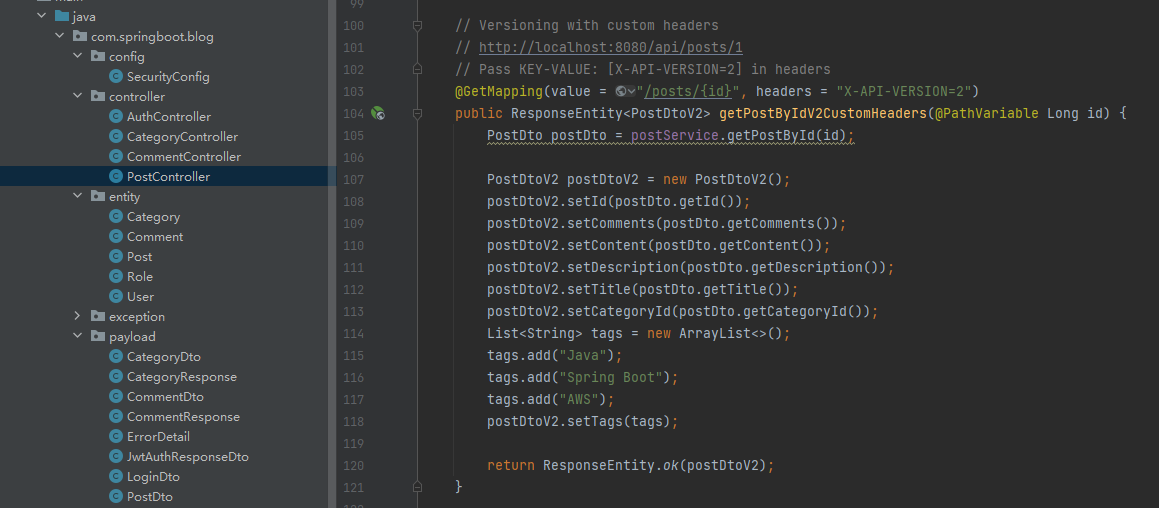 java
com.springboot.blog
config
SecurityConfig
controller
AuthController
CategoryController
CommentController
PostController
entity
Category
Comment
Post
Role
User
exception
payload
CategoryDto
CategoryResponse
CommentDto
CommentResponse
ErrorDetail
JwtAuthResponseDto
LoginDto
PostDto
99
100 // Versioning with custom headers
101 // http://localhost:8080/api/posts/1
102 // Pass KEY-VALUE: [X-API-VERSION=2] in headers
103 @GetMapping(value = "/posts/{id}", headers = "X-API-VERSION=2")
104 public ResponseEntity<PostDtoV2> getPostByIdV2CustomHeaders(@PathVariable Long id) {
105 PostDto postDto = postService.getPostById(id);
106
107 PostDtoV2 postDtoV2 = new PostDtoV2();
108 postDtoV2.setId(postDto.getId());
109 postDtoV2.setComments(postDto.getComments());
110 postDtoV2.setContent(postDto.getContent());
111 postDtoV2.setDescription(postDto.getDescription());
112 postDtoV2.setTitle(postDto.getTitle());
113 postDtoV2.setCategoryId(postDto.getCategoryId());
114 List<String> tags = new ArrayList<>();
115 tags.add("Java");
116 tags.add("Spring Boot");
117 tags.add("AWS");
118 postDtoV2.setTags(tags);
119
120 return ResponseEntity.ok(postDtoV2);
121 }